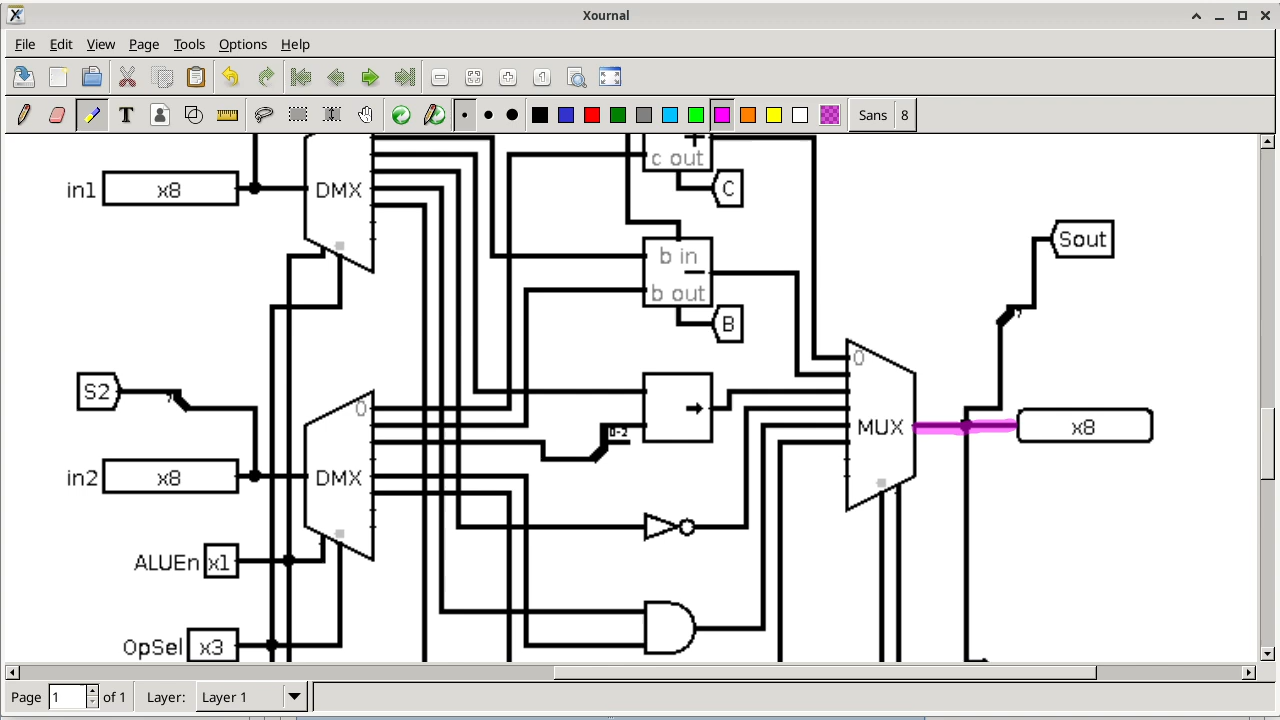 Xournal
File Edit View Page Tools Options Help
Sans 8
c out
C
in1 x8 DMX
Sout
b in
b out
B
0
S2
0
0-2
MUX x8
in2 x8 DMX
ALUEn x1
OpSel x3
Page 1 of 1 Layer: Layer 1